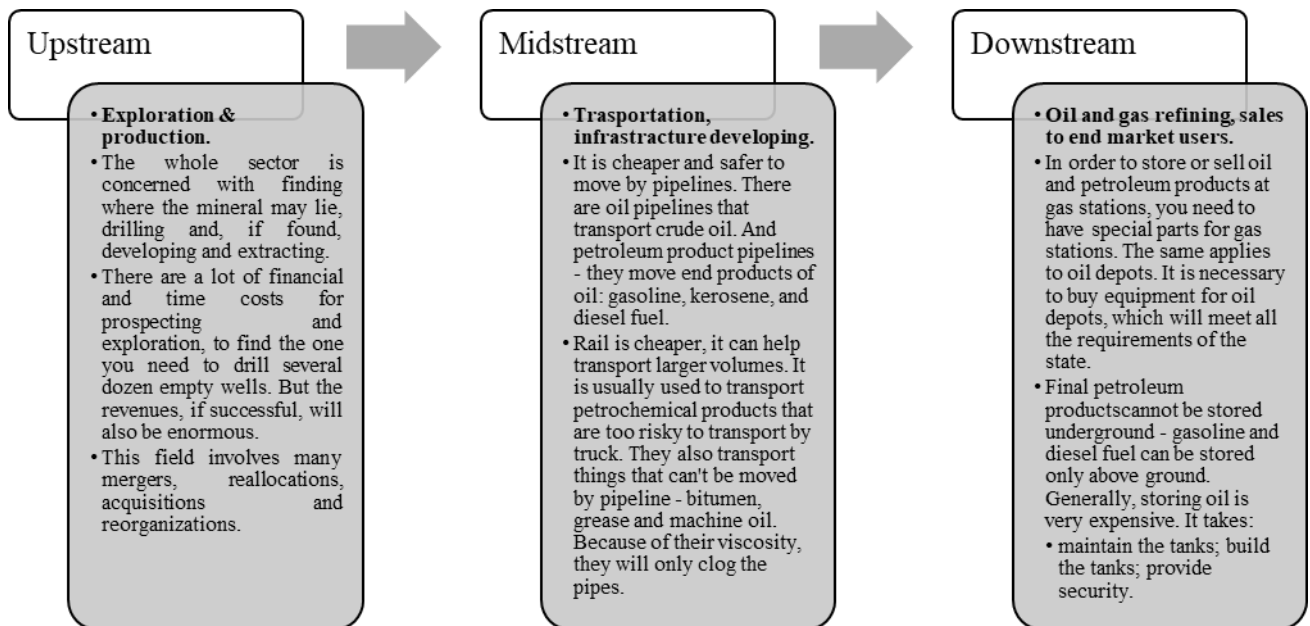 Upstream
• Exploration &
production.
• The whole sector is
concerned with finding
where the mineral may lie,
drilling and, if found,
developing and extracting.
• There are a lot of financial
and time costs for
prospecting and
exploration, to find the one
you need to drill several
dozen empty wells. But the
revenues, if successful, will
also be enormous.
• This field involves many
mergers, reallocations,
acquisitions and
reorganizations.
Midstream
• Trasportation,
infrastracture developing.
• It is cheaper and safer to
move by pipelines. There
are oil pipelines that
transport crude oil. And
petroleum product pipelines
- they move end products of
oil: gasoline, kerosene, and
diesel fuel.
• Rail is cheaper, it can help
transport larger volumes. It
is usually used to transport
petrochemical products that
are too risky to transport by
truck. They also transport
things that can't be moved
by pipeline - bitumen,
grease and machine oil.
Because of their viscosity,
they will only clog the
pipes.
Downstream
• Oil and gas refining, sales
to end market users.
• In order to store or sell oil
and petroleum products at
gas stations, you need to
have special parts for gas
stations. The same applies
to oil depots. It is necessary
to buy equipment for oil
depots, which will meet all
the requirements of the
state.
• Final petroleum
productscannot be stored
underground - gasoline and
diesel fuel can be stored
only above ground.
Generally, storing oil is
very expensive. It takes:
• maintain the tanks; build
the tanks; provide
security.